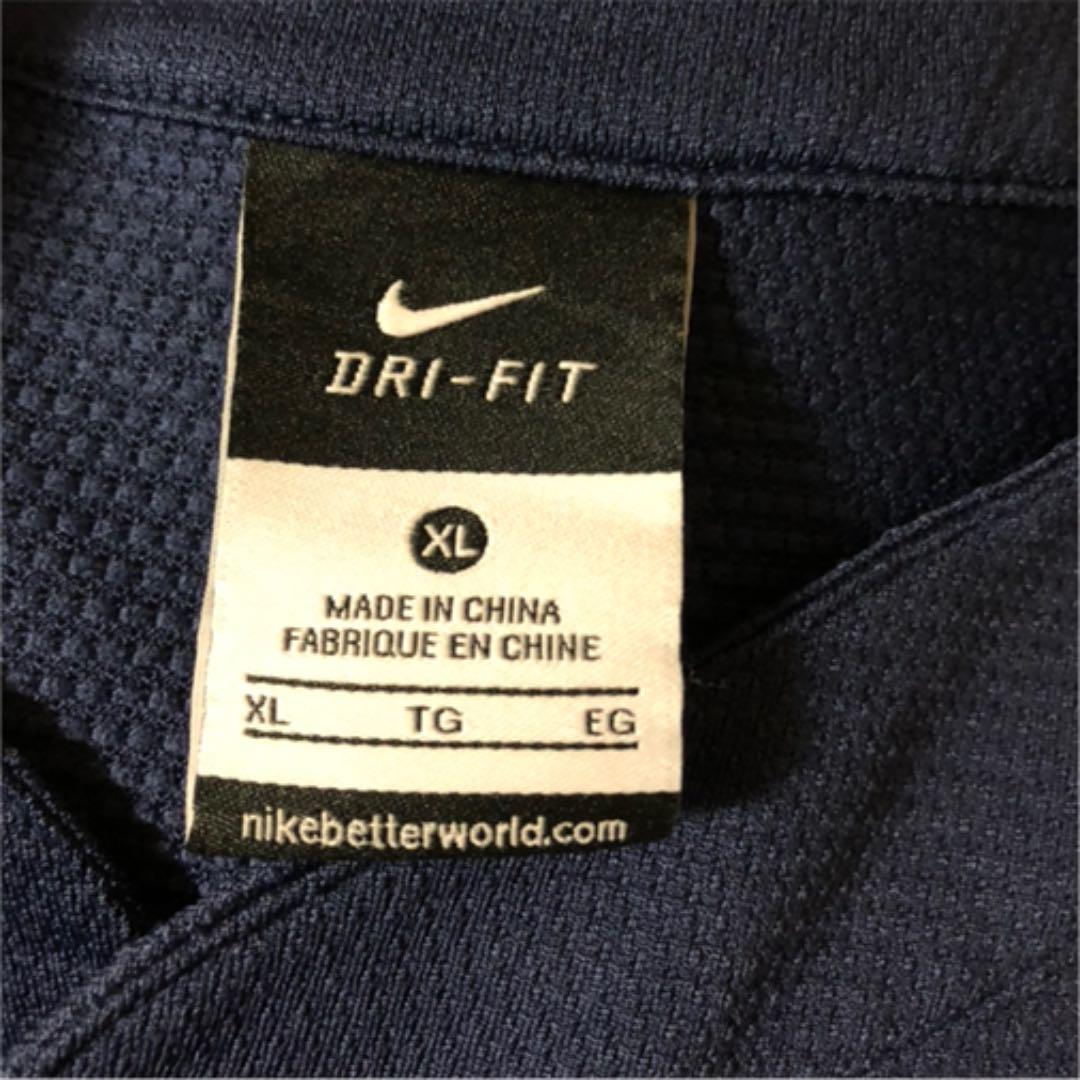 DRI-FIT
XL
MADE IN CHINA
FABRIQUE EN CHINE
XL TG EG
nikebetterworld.com